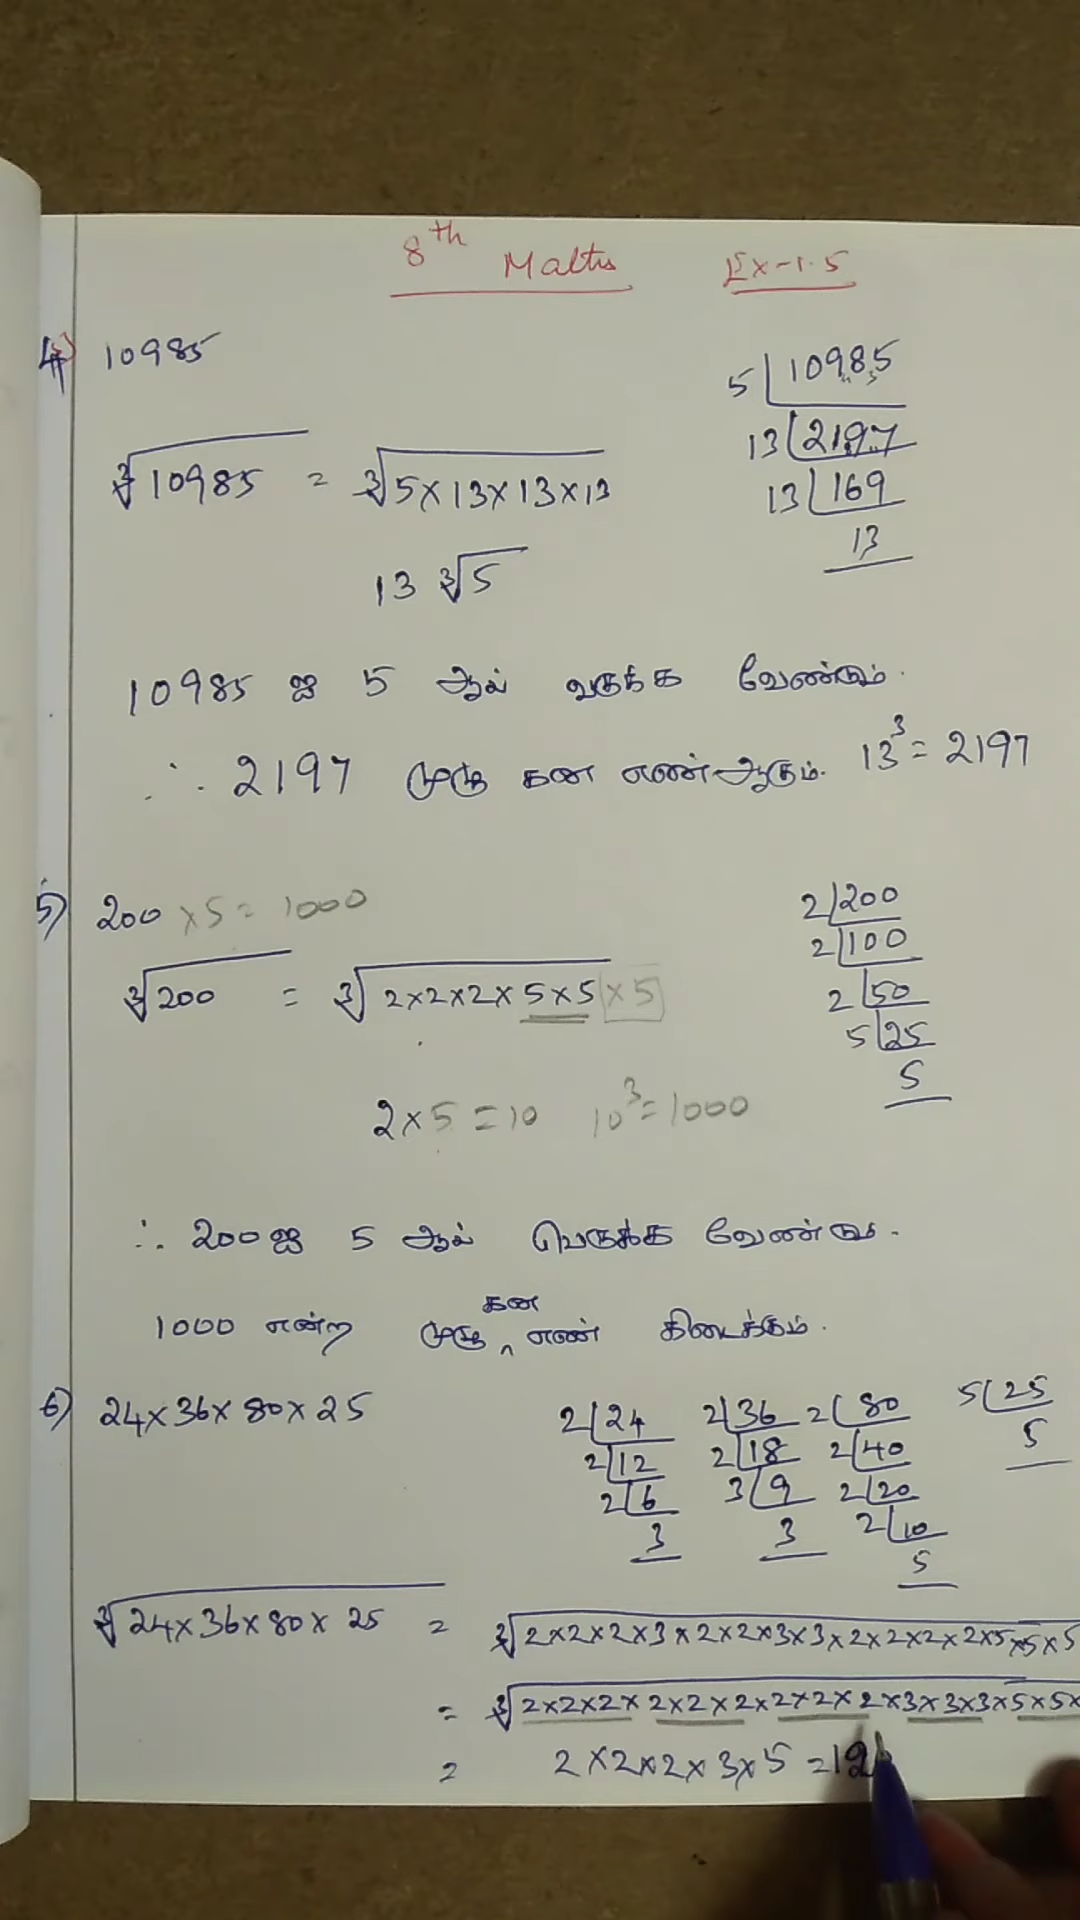 8th Maths Ex-1.5
4) 10985
5 | 10985
13 | 2197
13 | 169
13
∛10985 = ∛5×13×13×13
13 ∛5
10985 ஐ 5 ஆல் வகுக்க வேண்டும்.
∴ 2197 முழு கன எண் ஆகும். 13³ = 2197
5) 200 ×5 = 1000
2 | 200
2 | 100
2 | 50
5 | 25
5
∛200 = ∛2×2×2×5×5 ×5
2×5 = 10 10³ = 1000
∴ 200ஐ 5 ஆல் பெருக்க வேண்டும்.
1000 என்ற முழு கன எண் கிடைக்கும்.
6) 24×36×80×25
2 | 24 2 | 36 2 | 80 5 | 25
2 | 12 2 | 18 2 | 40 5
2 | 6 3 | 9 2 | 20
3 3 2 | 10
5
∛24×36×80×25 = ∛2×2×2×3×2×2×3×3×2×2×2×2×5×5×5
= ∛2×2×2×2×2×2×2×2×2×3×3×3×5×5×
= 2×2×2×3×5 = 12